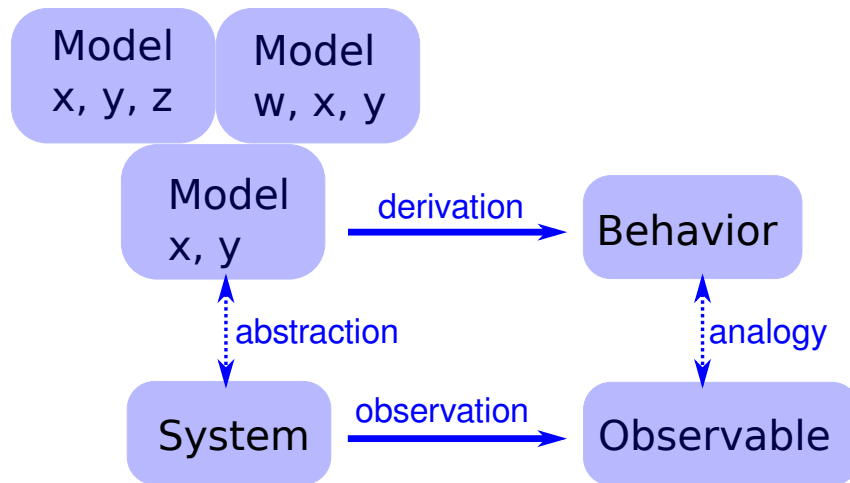 Model
x, y, z
Model
w, x, y
Model
x, y
derivation
Behavior
abstraction
analogy
System
observation
Observable